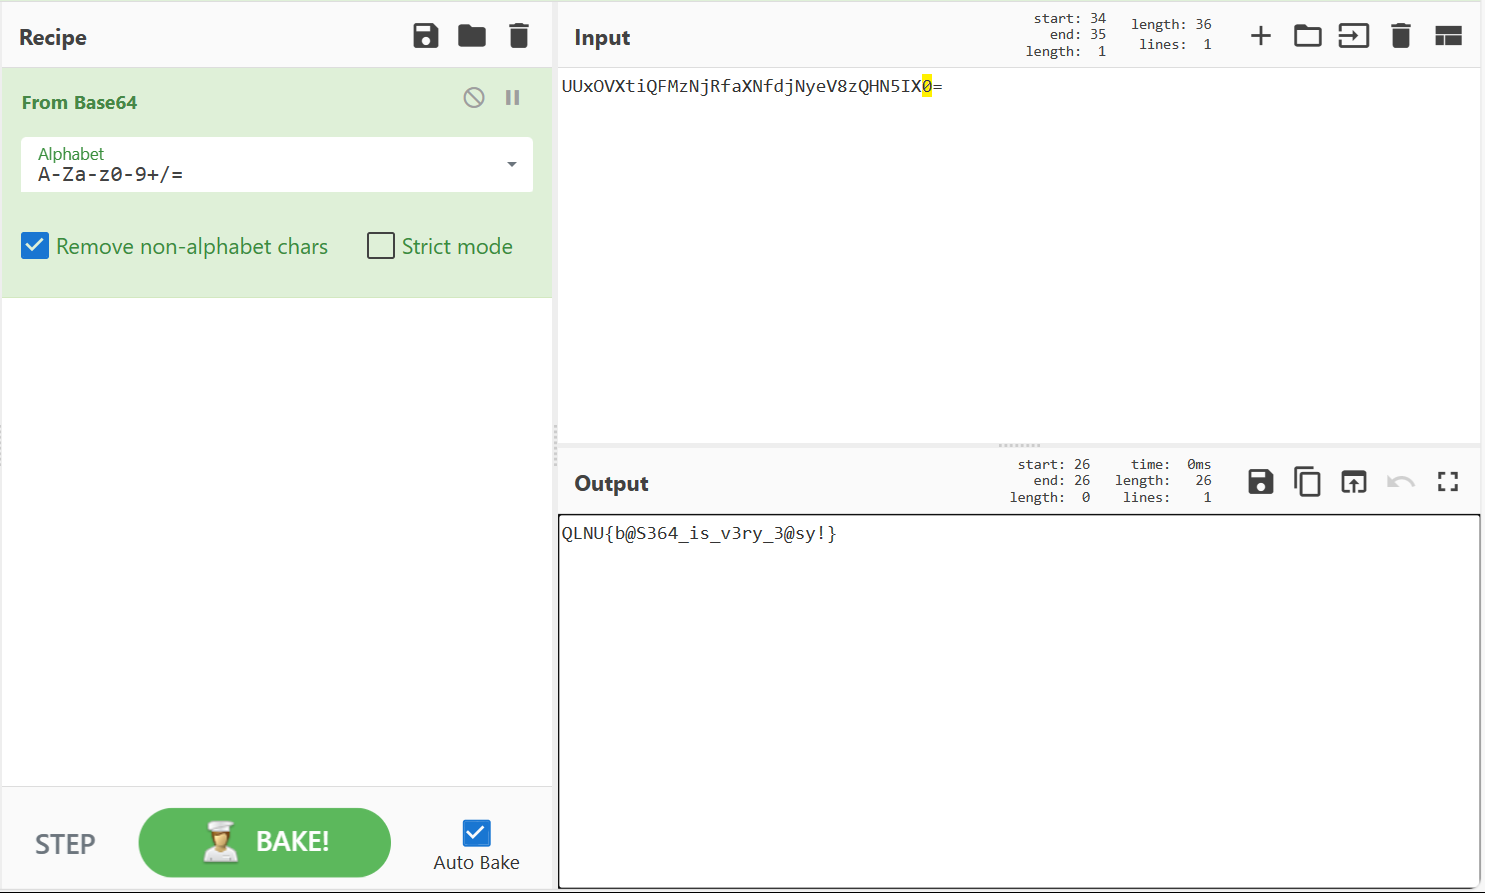 Recipe
From Base64
Alphabet
A-Za-z0-9+/=
Remove non-alphabet chars
Strict mode
STEP
BAKE!
Auto Bake
Input
start: 34
end: 35
length: 1
length: 36
lines: 1
UUxOVXtiQFMzNjRfaXNfdjNyeV8zQHN5IX0=
Output
start: 26
end: 26
length: 0
time: 0ms
length: 26
lines: 1
QLNU{b@S364_is_v3ry_3@sy!}